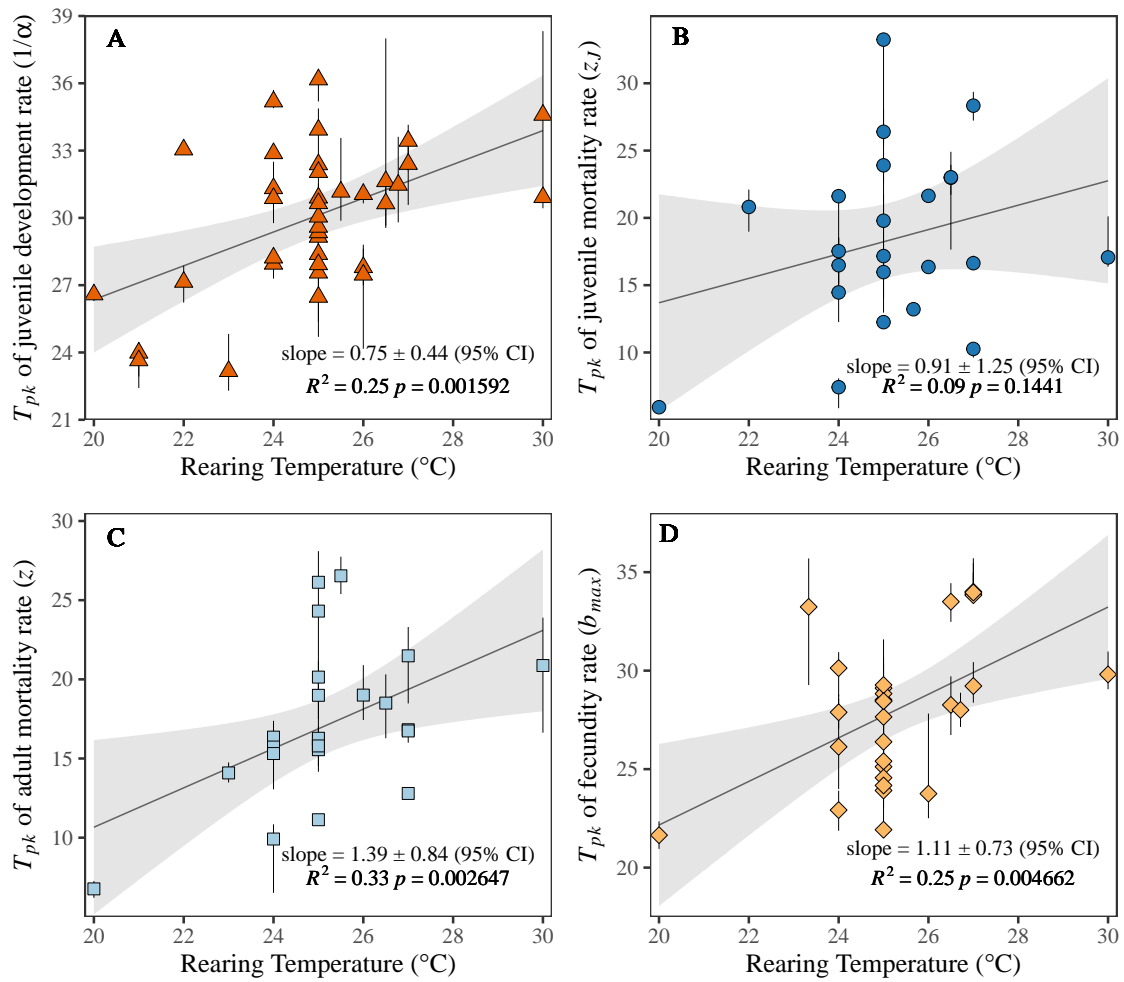 A
T_pk of juvenile development rate (1/α)
39
36
33
30
27
24
21
slope = 0.75 ± 0.44 (95% CI)
R² = 0.25 p = 0.001592
20 22 24 26 28 30
Rearing Temperature (°C)
B
T_pk of juvenile mortality rate (z_J)
30
25
20
15
10
slope = 0.91 ± 1.25 (95% CI)
R² = 0.09 p = 0.1441
20 22 24 26 28 30
Rearing Temperature (°C)
C
T_pk of adult mortality rate (z)
30
25
20
15
10
slope = 1.39 ± 0.84 (95% CI)
R² = 0.33 p = 0.002647
20 22 24 26 28 30
Rearing Temperature (°C)
D
T_pk of fecundity rate (b_max)
35
30
25
20
slope = 1.11 ± 0.73 (95% CI)
R² = 0.25 p = 0.004662
20 22 24 26 28 30
Rearing Temperature (°C)